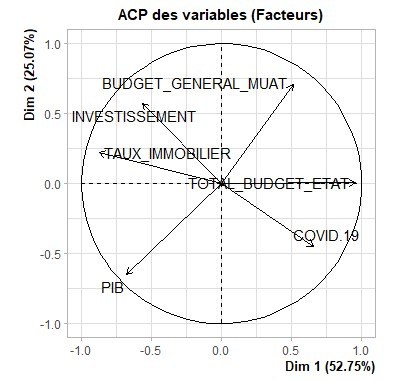 ACP des variables (Facteurs)
Dim 2 (25.07%)
1.0
0.5
0.0
-0.5
-1.0
BUDGET_GENERAL_MUAT
INVESTISSEMENT
TAUX_IMMOBILIER
TOTAL_BUDGET_ETAT
COVID.19
PIB
-1.0
-0.5
0.0
0.5
1.0
Dim 1 (52.75%)